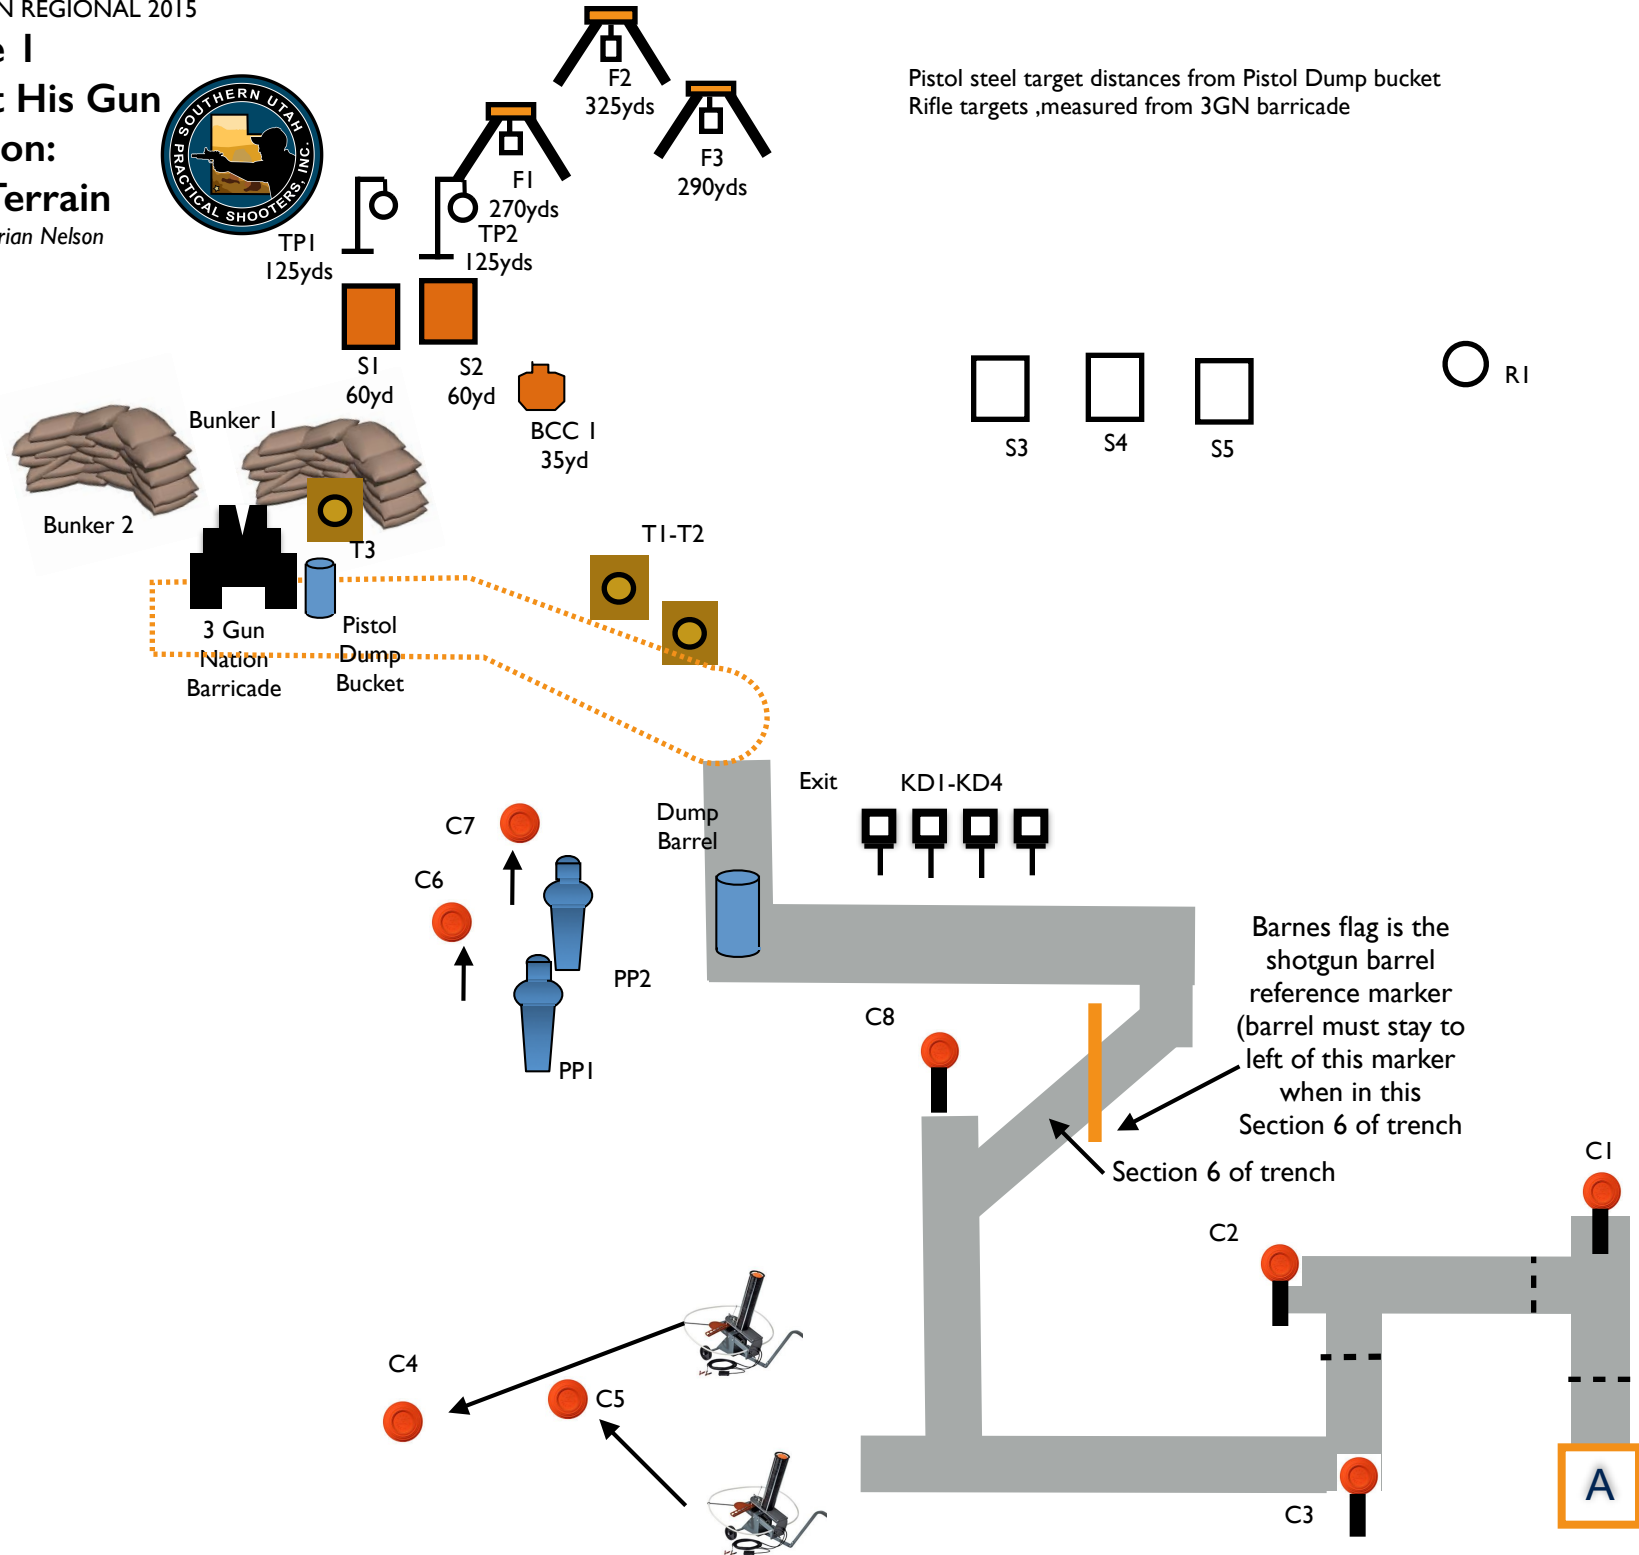 N REGIONAL 2015
e 1
t His Gun
on:
Terrain
rian Nelson
SOUTHERN UTAH
PRACTICAL SHOOTERS, INC.
F2
325yds
F3
290yds
F1
270yds
Pistol steel target distances from Pistol Dump bucket
Rifle targets ,measured from 3GN barricade
TP1
125yds
TP2
125yds
S1
60yd
S2
60yd
BCC 1
35yd
S3
S4
S5
R1
Bunker 1
Bunker 2
T3
T1-T2
3 Gun
Nation
Barricade
Pistol
Dump
Bucket
Exit
KD1-KD4
Dump
Barrel
C7
C6
PP2
PP1
C8
Barnes flag is the
shotgun barrel
reference marker
(barrel must stay to
left of this marker
when in this
Section 6 of trench
Section 6 of trench
C1
C2
C4
C5
C3
A